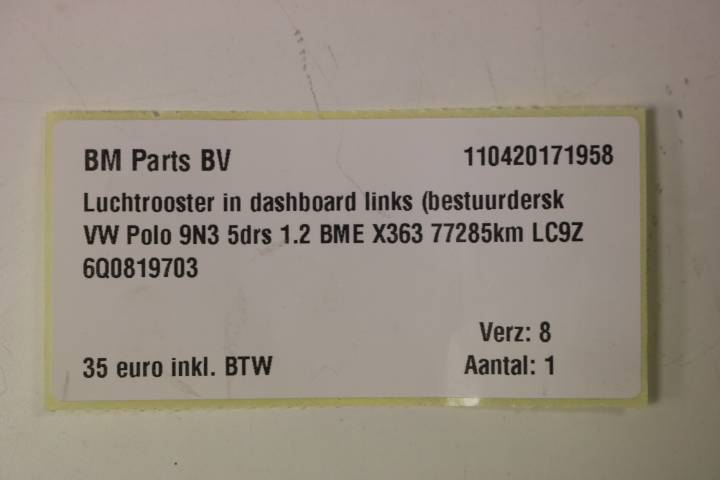 BM Parts BV 110420171958
Luchtrooster in dashboard links (bestuurdersk
VW Polo 9N3 5drs 1.2 BME X363 77285km LC9Z
6Q0819703
Verz: 8
35 euro inkl. BTW Aantal: 1